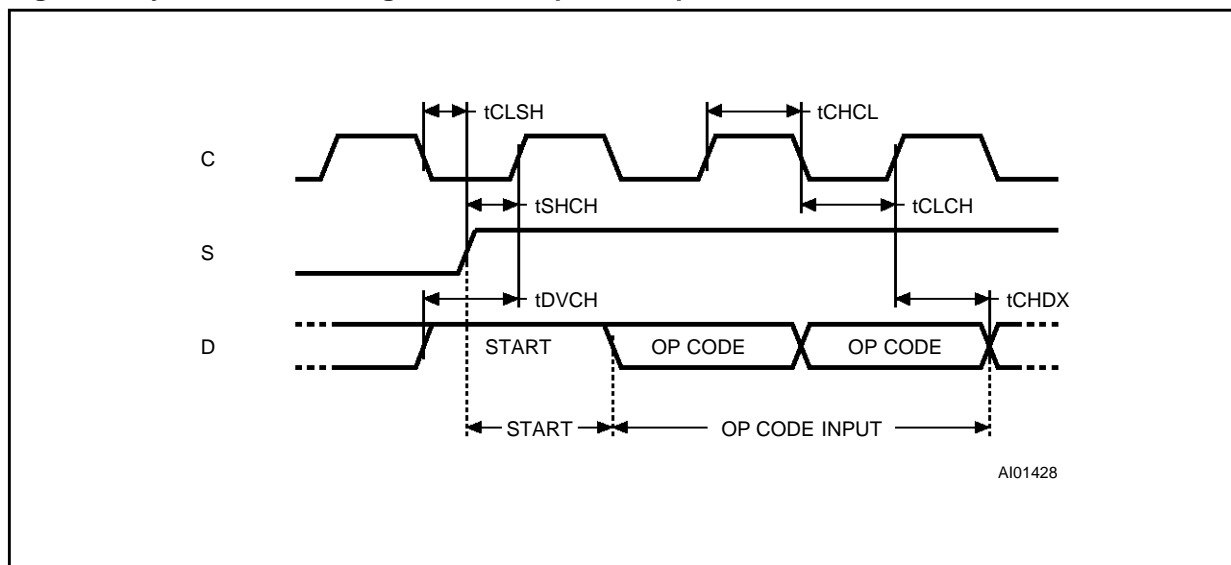 tCLSH
tCHCL
C
tSHCH
tCLCH
S
tDVCH
tCHDX
D
START
OP CODE
OP CODE
START
OP CODE INPUT
AI01428